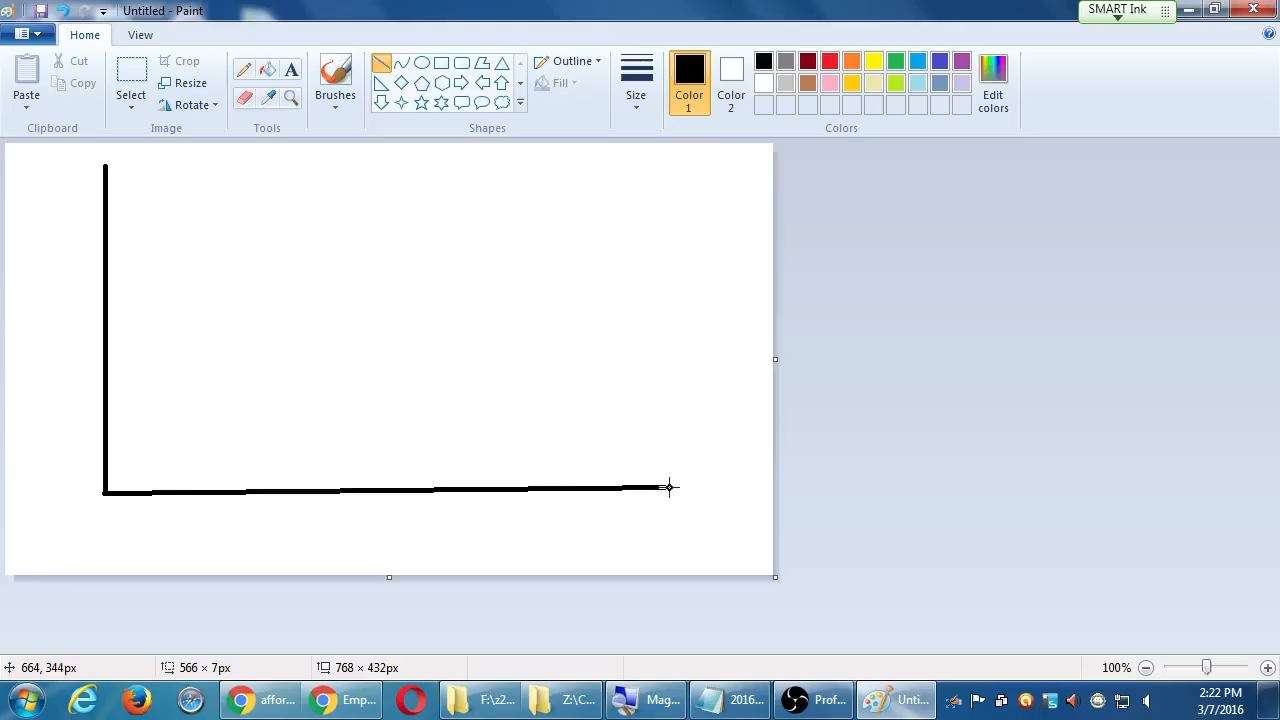 Untitled - Paint
SMART Ink
Home
View
Paste
Cut
Copy
Clipboard
Select
Crop
Resize
Rotate
Image
Tools
Brushes
Outline
Fill
Shapes
Size
Color
1
Color
2
Edit
colors
Colors
664, 344px
566 × 7px
768 × 432px
100%
affor...
Emp...
F:\z2...
Z:\C...
Mag...
2016...
Prof...
Unti...
2:22 PM
3/7/2016